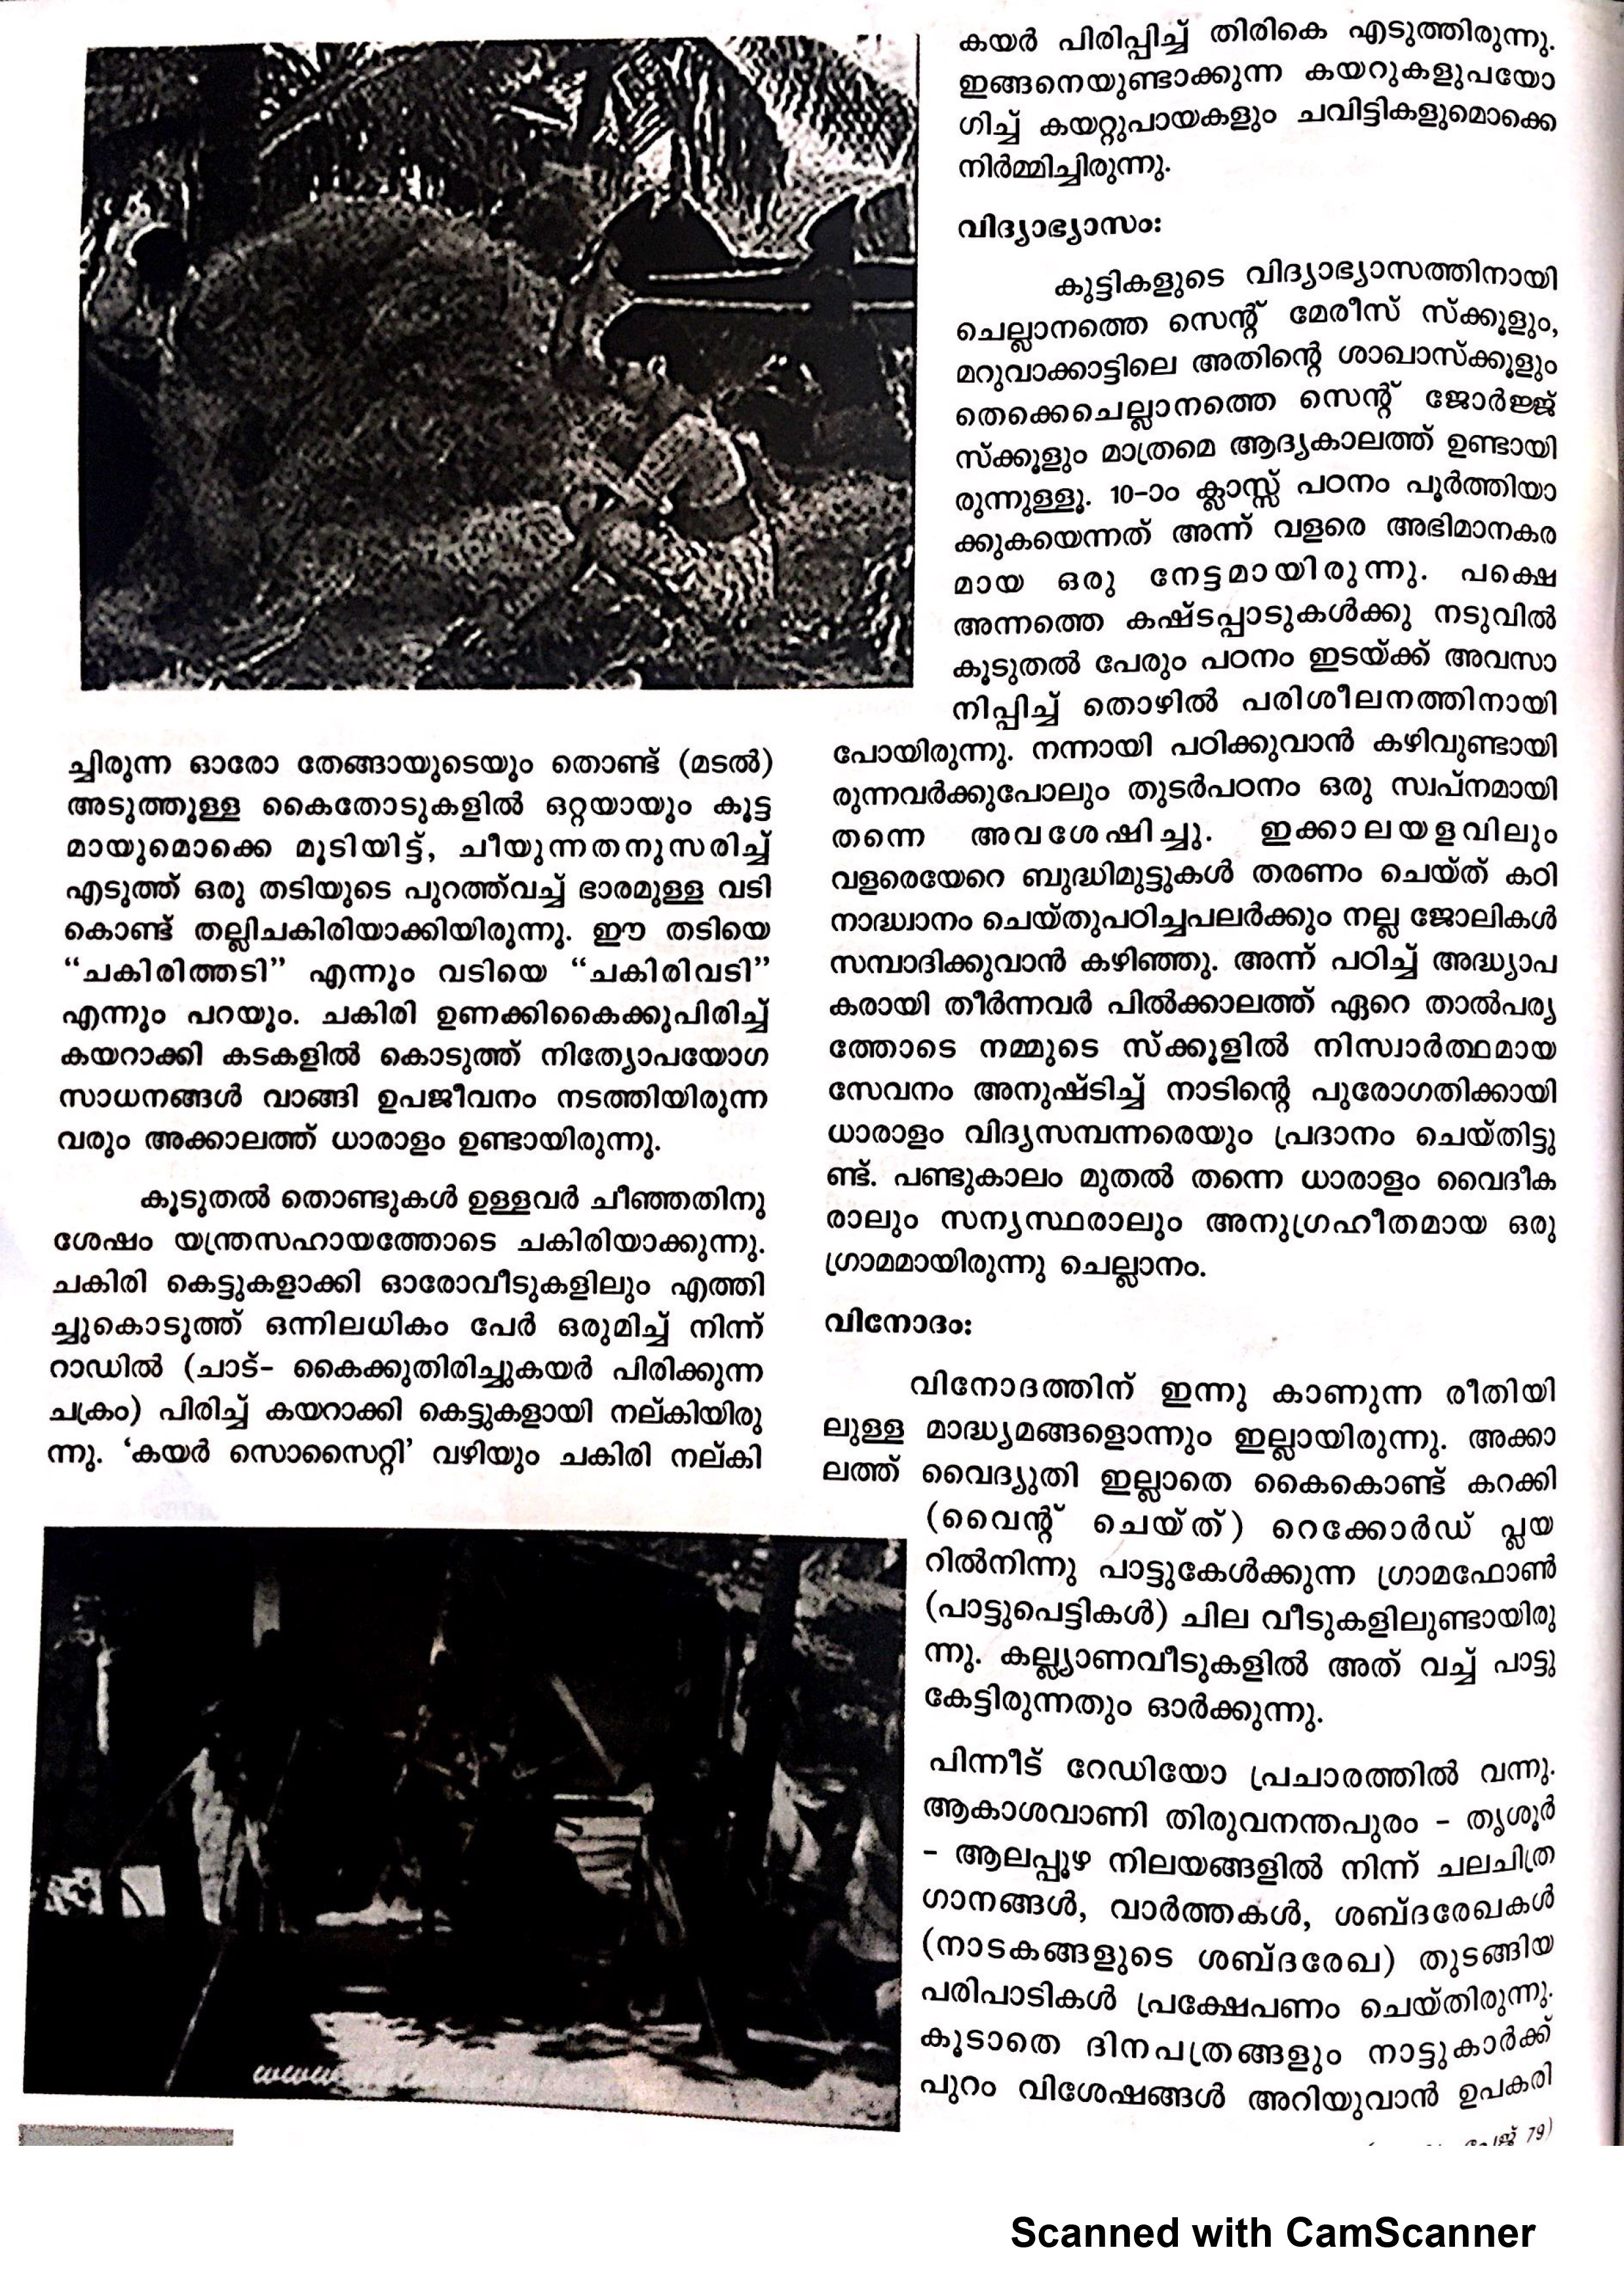 ച്ചിരുന്ന ഓരോ തേങ്ങായുടെയും തൊണ്ട് (മടൽ)
അടുത്തുള്ള കൈതോടുകളിൽ ഒറ്റയായും കൂട്ട
മായുമൊക്കെ മൂടിയിട്ട്, ചീയുന്നതനുസരിച്ച്
എടുത്ത് ഒരു തടിയുടെ പുറത്ത്‌വച്ച് ഭാരമുള്ള വടി
കൊണ്ട് തല്ലിചകിരിയാക്കിയിരുന്നു. ഈ തടിയെ
“ചകിരിത്തടി” എന്നും വടിയെ “ചകിരിവടി”
എന്നും പറയും. ചകിരി ഉണക്കികൈക്കുപിരിച്ച്
കയറാക്കി കടകളിൽ കൊടുത്ത് നിത്യോപയോഗ
സാധനങ്ങൾ വാങ്ങി ഉപജീവനം നടത്തിയിരുന്ന
വരും അക്കാലത്ത് ധാരാളം ഉണ്ടായിരുന്നു.
കൂടുതൽ തൊണ്ടുകൾ ഉള്ളവർ ചീഞ്ഞതിനു
ശേഷം യന്ത്രസഹായത്തോടെ ചകിരിയാക്കുന്നു.
ചകിരി കെട്ടുകളാക്കി ഓരോവീടുകളിലും എത്തി
ച്ചുകൊടുത്ത് ഒന്നിലധികം പേർ ഒരുമിച്ച് നിന്ന്
റാഡിൽ (ചാട്- കൈക്കുതിരിച്ചുകയർ പിരിക്കുന്ന
ചക്രം) പിരിച്ച് കയറാക്കി കെട്ടുകളായി നല്കിയിരു
ന്നു. ‘കയർ സൊസൈറ്റി’ വഴിയും ചകിരി നല്കി
കയർ പിരിപ്പിച്ച് തിരികെ എടുത്തിരുന്നു.
ഇങ്ങനെയുണ്ടാക്കുന്ന കയറുകളുപയോ
ഗിച്ച് കയറ്റുപായകളും ചവിട്ടികളുമൊക്കെ
നിർമ്മിച്ചിരുന്നു.
വിദ്യാഭ്യാസം:
കുട്ടികളുടെ വിദ്യാഭ്യാസത്തിനായി
ചെല്ലാനത്തെ സെന്റ് മേരീസ് സ്ക്കൂളും,
മറുവാക്കാട്ടിലെ അതിന്റെ ശാഖാസ്ക്കൂളും
തെക്കെചെല്ലാനത്തെ സെന്റ് ജോർജ്ജ്
സ്ക്കൂളും മാത്രമെ ആദ്യകാലത്ത് ഉണ്ടായി
രുന്നുള്ളു. 10-ാം ക്ലാസ്സ് പഠനം പൂർത്തിയാ
ക്കുകയെന്നത് അന്ന് വളരെ അഭിമാനകര
മായ ഒരു നേട്ടമായിരുന്നു. പക്ഷെ
അന്നത്തെ കഷ്ടപ്പാടുകൾക്കു നടുവിൽ
കൂടുതൽ പേരും പഠനം ഇടയ്ക്ക് അവസാ
നിപ്പിച്ച് തൊഴിൽ പരിശീലനത്തിനായി
പോയിരുന്നു. നന്നായി പഠിക്കുവാൻ കഴിവുണ്ടായി
രുന്നവർക്കുപോലും തുടർപഠനം ഒരു സ്വപ്നമായി
തന്നെ അവശേഷിച്ചു. ഇക്കാലയളവിലും
വളരെയേറെ ബുദ്ധിമുട്ടുകൾ തരണം ചെയ്ത് കഠി
നാദ്ധ്വാനം ചെയ്തുപഠിച്ചപലർക്കും നല്ല ജോലികൾ
സമ്പാദിക്കുവാൻ കഴിഞ്ഞു. അന്ന് പഠിച്ച് അദ്ധ്യാപ
കരായി തീർന്നവർ പിൽക്കാലത്ത് ഏറെ താൽപര്യ
ത്തോടെ നമ്മുടെ സ്ക്കൂളിൽ നിസ്വാർത്ഥമായ
സേവനം അനുഷ്ടിച്ച് നാടിന്റെ പുരോഗതിക്കായി
ധാരാളം വിദ്യസമ്പന്നരെയും പ്രദാനം ചെയ്തിട്ടു
ണ്ട്. പണ്ടുകാലം മുതൽ തന്നെ ധാരാളം വൈദീക
രാലും സന്യസ്ഥരാലും അനുഗ്രഹീതമായ ഒരു
ഗ്രാമമായിരുന്നു ചെല്ലാനം.
വിനോദം:
വിനോദത്തിന് ഇന്നു കാണുന്ന രീതിയി
ലുള്ള മാദ്ധ്യമങ്ങളൊന്നും ഇല്ലായിരുന്നു. അക്കാ
ലത്ത് വൈദ്യുതി ഇല്ലാതെ കൈകൊണ്ട് കറക്കി
(വൈന്റ് ചെയ്ത്) റെക്കോർഡ് പ്ലയ
റിൽനിന്നു പാട്ടുകേൾക്കുന്ന ഗ്രാമഫോൺ
(പാട്ടുപെട്ടികൾ) ചില വീടുകളിലുണ്ടായിരു
ന്നു. കല്ല്യാണവീടുകളിൽ അത് വച്ച് പാട്ടു
കേട്ടിരുന്നതും ഓർക്കുന്നു.
പിന്നീട് റേഡിയോ പ്രചാരത്തിൽ വന്നു.
ആകാശവാണി തിരുവനന്തപുരം - തൃശൂർ
- ആലപ്പുഴ നിലയങ്ങളിൽ നിന്ന് ചലചിത്ര
ഗാനങ്ങൾ, വാർത്തകൾ, ശബ്ദരേഖകൾ
(നാടകങ്ങളുടെ ശബ്ദരേഖ) തുടങ്ങിയ
പരിപാടികൾ പ്രക്ഷേപണം ചെയ്തിരുന്നു.
കൂടാതെ ദിനപത്രങ്ങളും നാട്ടുകാർക്ക്
പുറം വിശേഷങ്ങൾ അറിയുവാൻ ഉപകരി
പേജ് 79)
Scanned with CamScanner